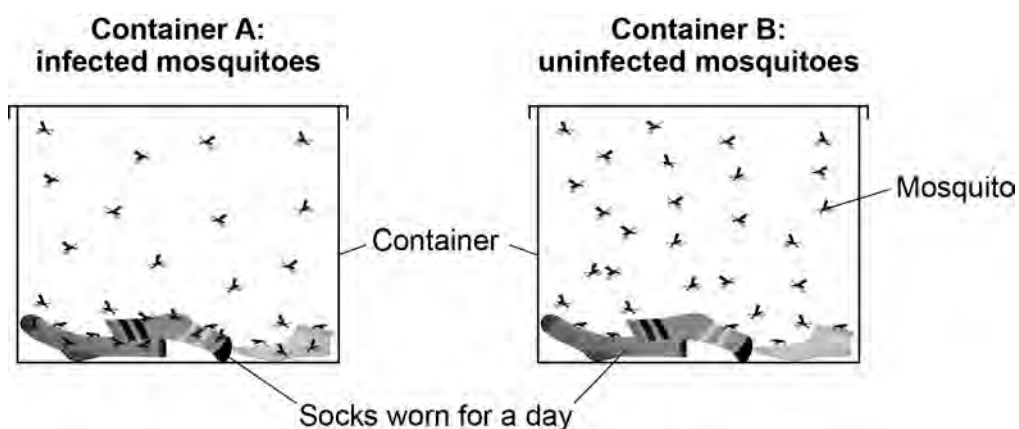 Container A:
infected mosquitoes
Container B:
uninfected mosquitoes
Mosquito
Container
Socks worn for a day